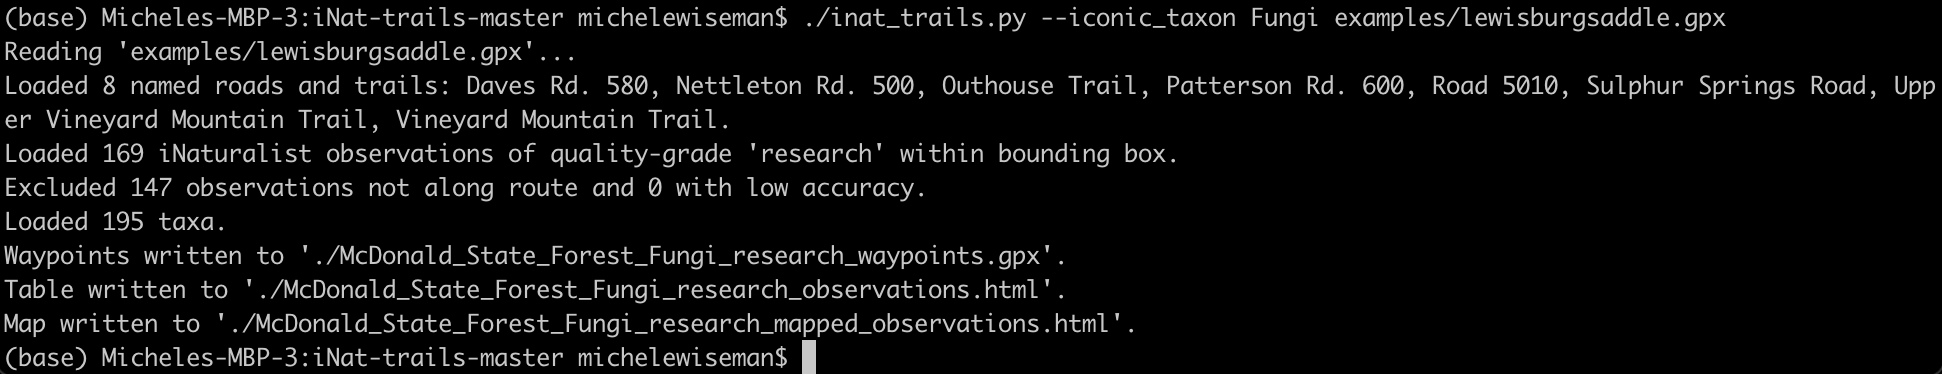 (base) Micheles-MBP-3:iNat-trails-master michelewiseman$ ./inat_trails.py --iconic_taxon Fungi examples/lewisburgsaddle.gpx
Reading 'examples/lewisburgsaddle.gpx'...
Loaded 8 named roads and trails: Daves Rd. 580, Nettleton Rd. 500, Outhouse Trail, Patterson Rd. 600, Road 5010, Sulphur Springs Road, Upp
er Vineyard Mountain Trail, Vineyard Mountain Trail.
Loaded 169 iNaturalist observations of quality-grade 'research' within bounding box.
Excluded 147 observations not along route and 0 with low accuracy.
Loaded 195 taxa.
Waypoints written to './McDonald_State_Forest_Fungi_research_waypoints.gpx'.
Table written to './McDonald_State_Forest_Fungi_research_observations.html'.
Map written to './McDonald_State_Forest_Fungi_research_mapped_observations.html'.
(base) Micheles-MBP-3:iNat-trails-master michelewiseman$